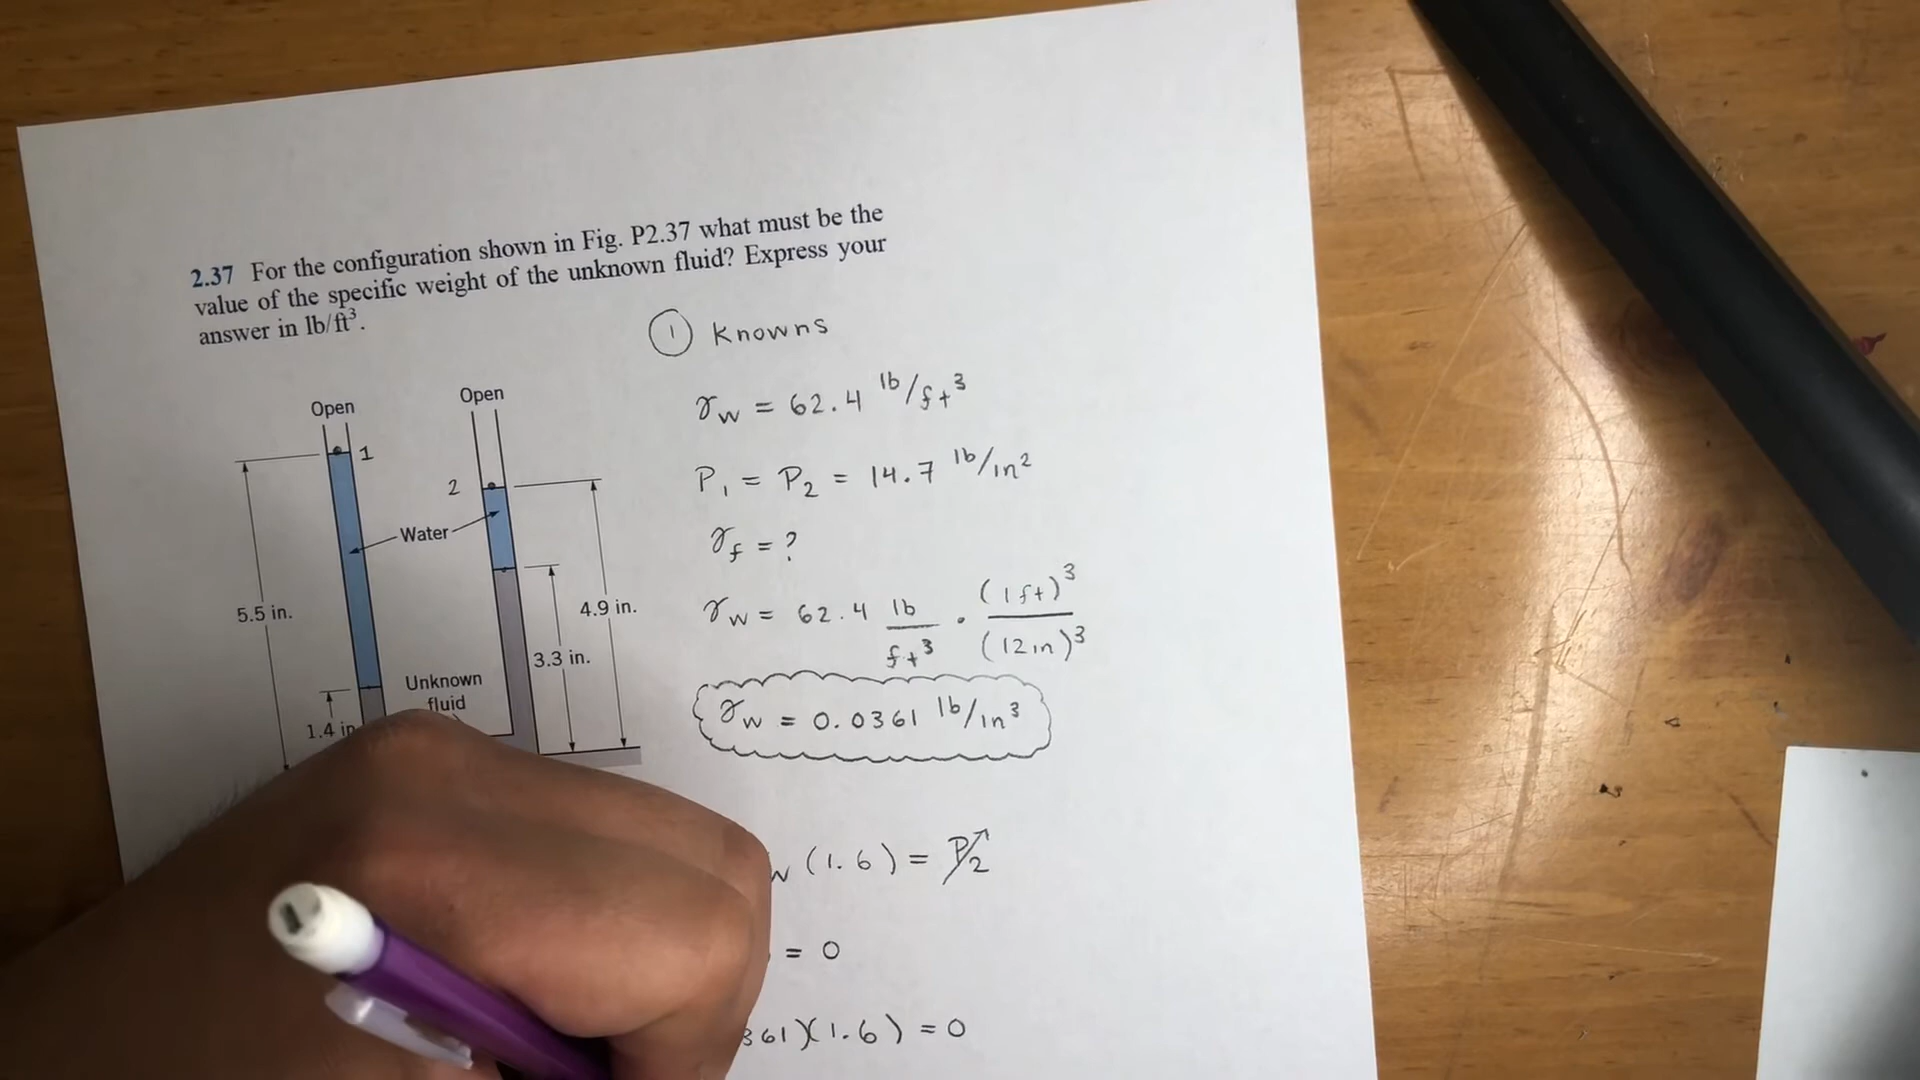 2.37 For the configuration shown in Fig. P2.37 what must be the
value of the specific weight of the unknown fluid? Express your
answer in lb/ft³.
① Knowns
γw = 62.4 lb/ft³
P₁ = P₂ = 14.7 lb/in²
γf = ?
γw = 62.4 lb/ft³ · (1ft)³/(12in)³
γw = 0.0361 lb/in³
Open
Open
1
2
Water
5.5 in.
4.9 in.
3.3 in.
Unknown
fluid
1.4 in
w (1.6) = P₂
= 0
361)(1.6) = 0